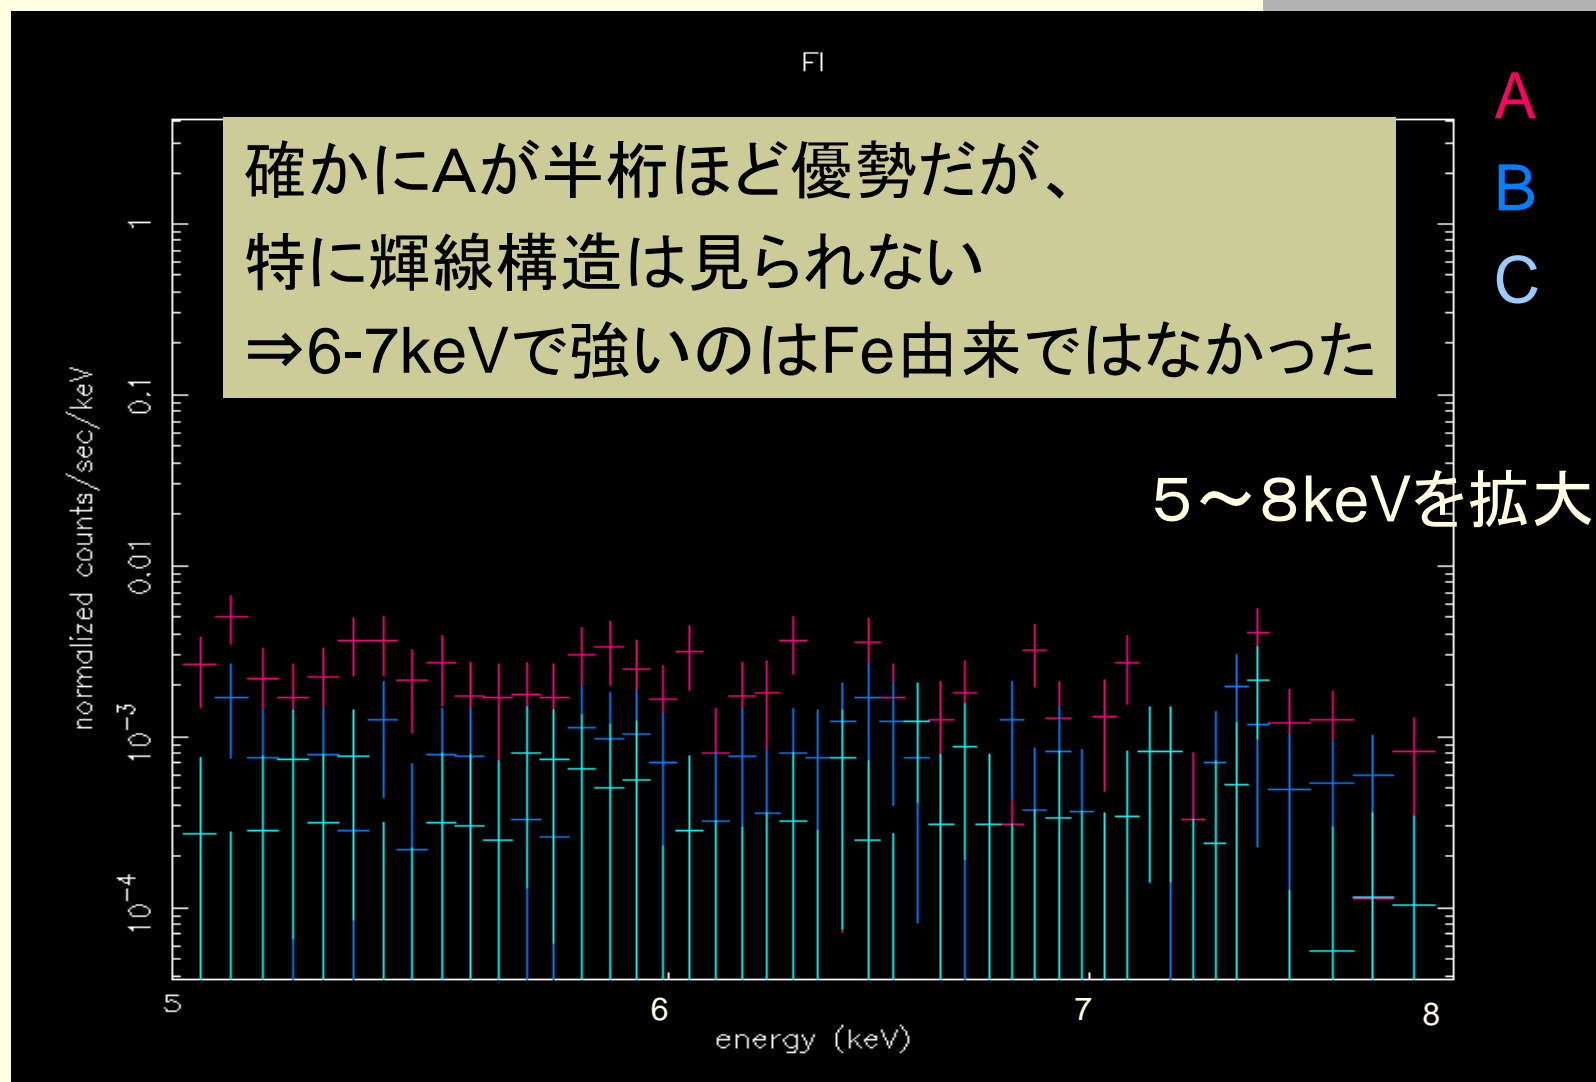 FI
A
B
C
確かにAが半桁ほど優勢だが、
特に輝線構造は見られない
⇒6-7keVで強いのはFe由来ではなかった
5～8keVを拡大
normalized counts/sec/keV
1
0.1
0.01
10−3
10−4
5
6
7
8
energy (keV)